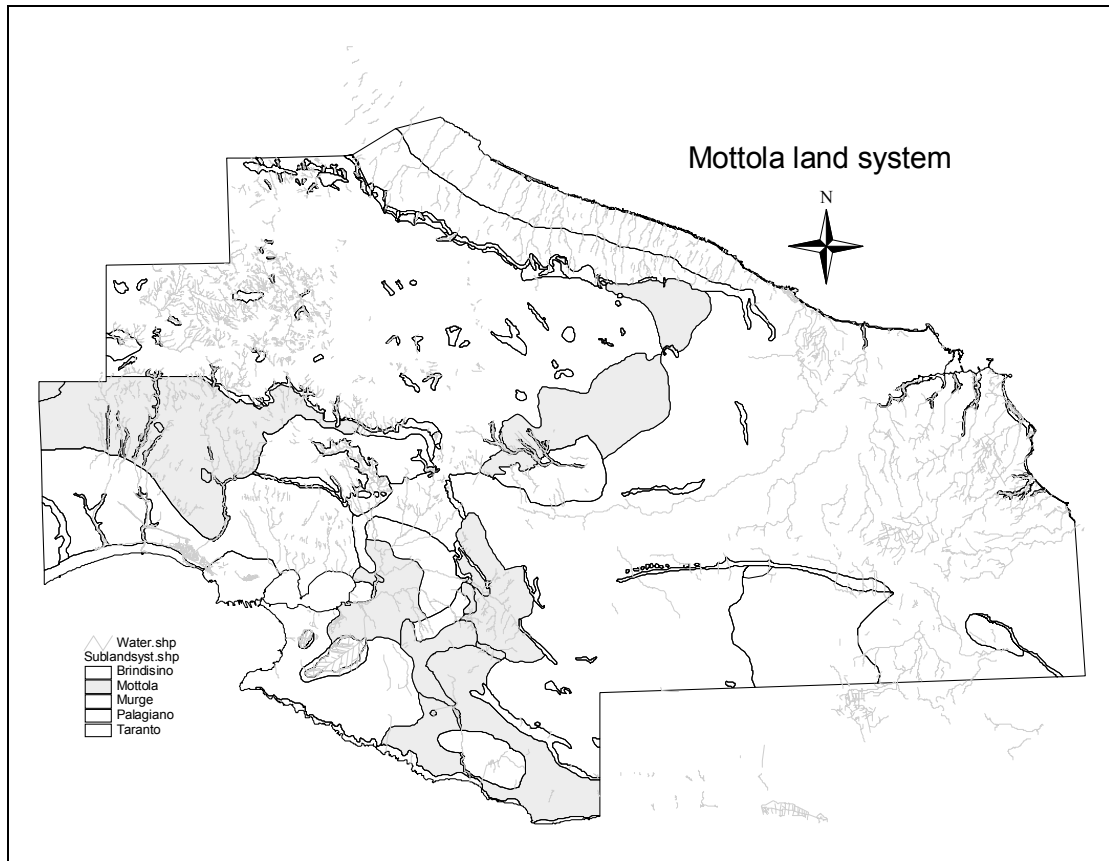 Mottola land system
N
Water.shp
Sublandsyst.shp
Brindisino
Mottola
Murge
Palagiano
Taranto